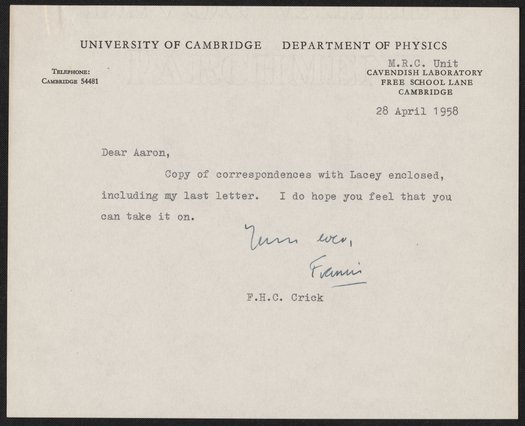 UNIVERSITY OF CAMBRIDGE DEPARTMENT OF PHYSICS
TELEPHONE:
CAMBRIDGE 54481
M.R.C. Unit
CAVENDISH LABORATORY
FREE SCHOOL LANE
CAMBRIDGE
28 April 1958
Dear Aaron,
Copy of correspondences with Lacey enclosed,
including my last letter. I do hope you feel that you
can take it on.
Yours ever,
Francis
F.H.C. Crick